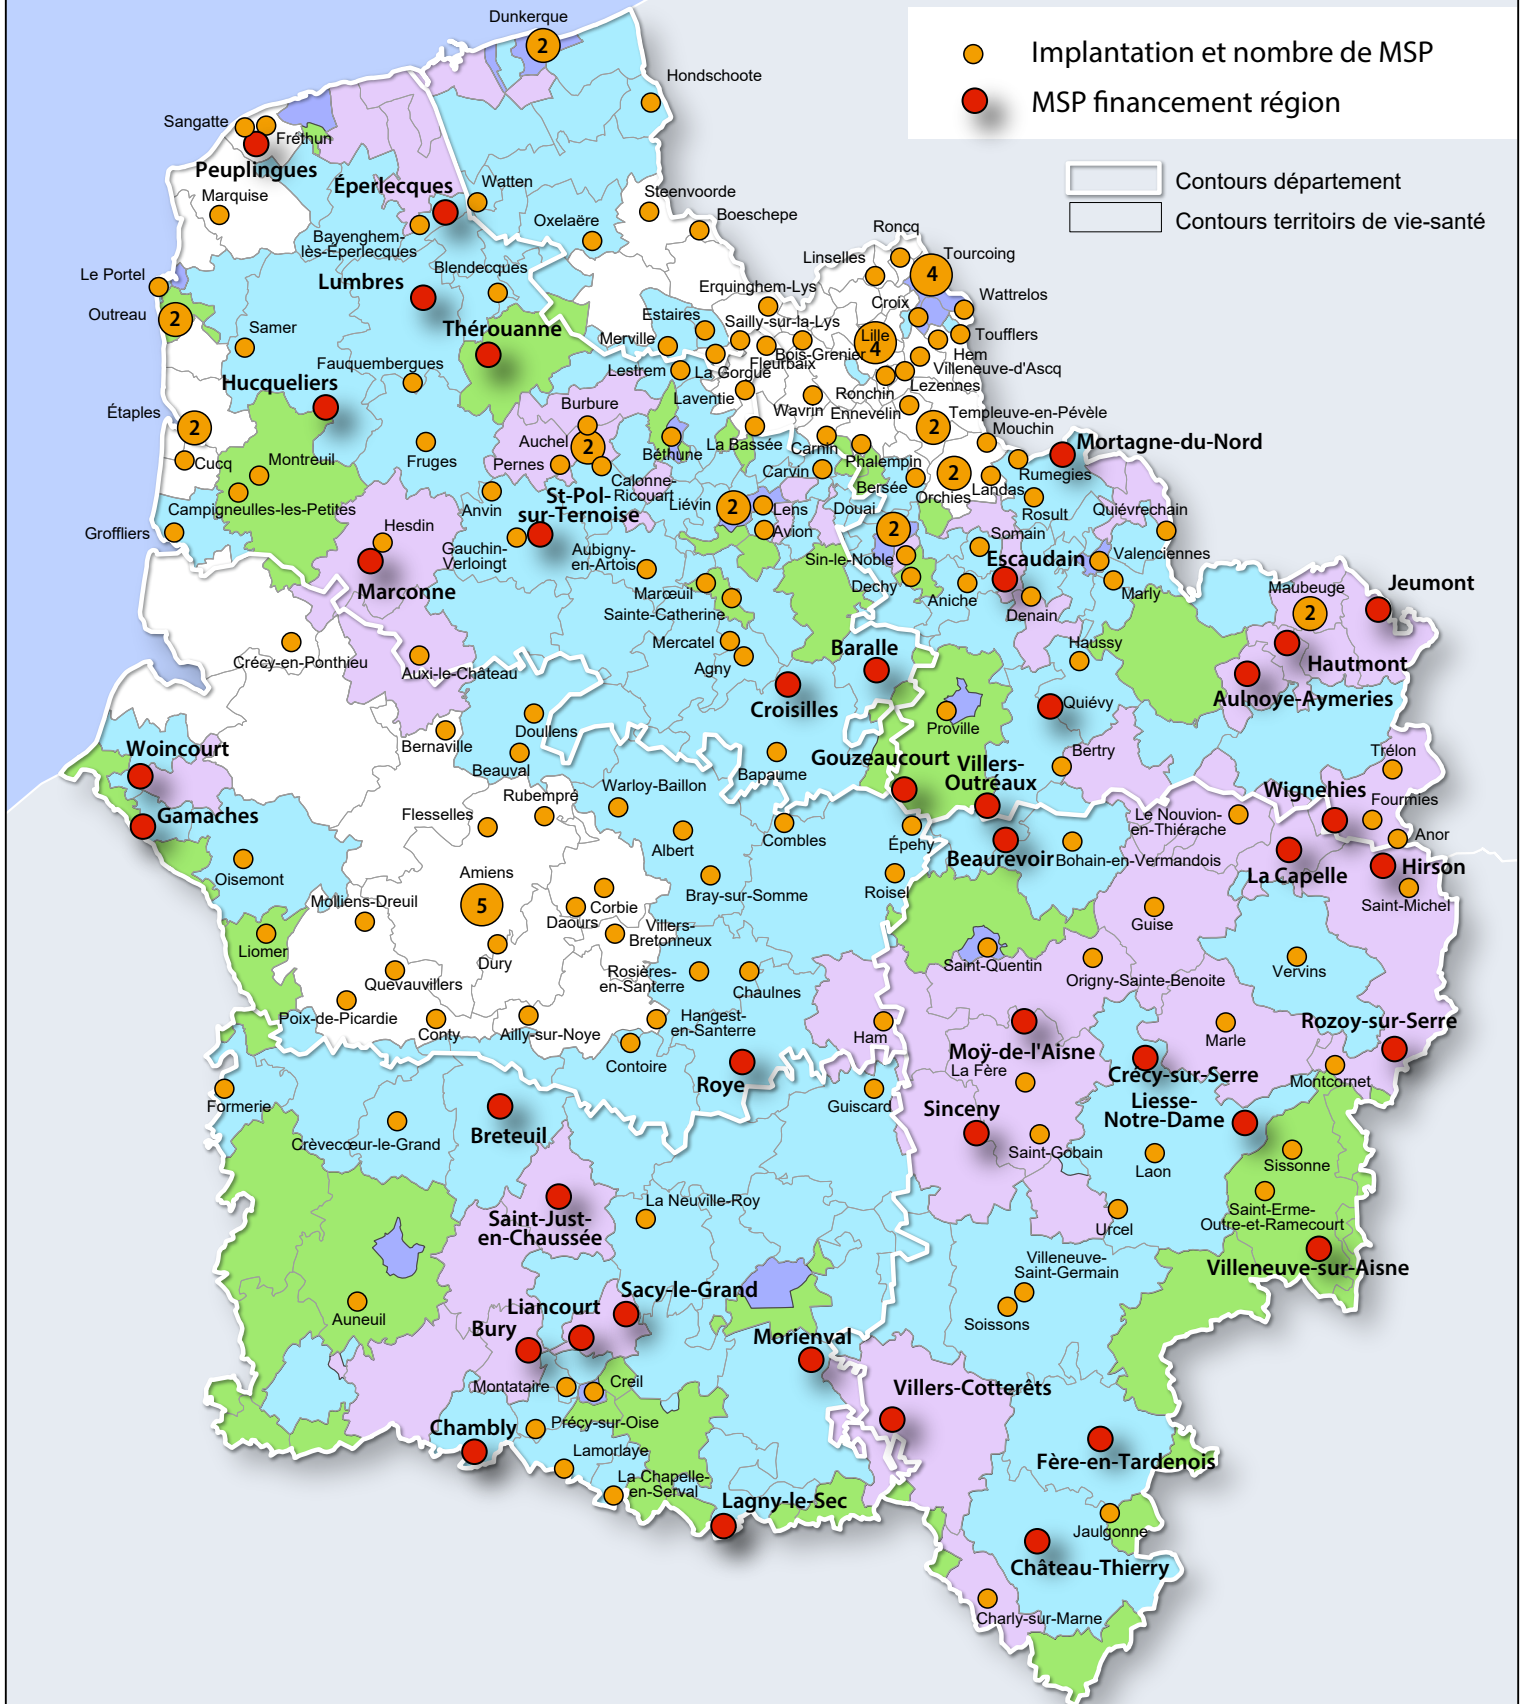 Dunkerque
2
Hondschoote
Implantation et nombre de MSP
MSP financement région
Contours département
Contours territoirs de vie-santé
Sangatte
Fréthun
Peuplingues
Marquise
Éperlecques
Watten
Bayenghem-
lès-Éperlecques
Oxelaëre
Steenvoorde
Boeschepe
Le Portel
Outreau
2
Lumbres
Blendecques
Thérouanne
Samer
Fauquembergues
Hucqueliers
Étaples
2
Cucq
Montreuil
Campigneulles-les-Petites
Groffliers
Fruges
Roncq
Linselles
Tourcoing
4
Erquinghem-Lys
Croix
Wattrelos
Estaires
Sailly-sur-la-Lys
Lille
4
Toufflers
Merville
Bois-Grenier
Hem
Fleurbaix
Villeneuve-d'Ascq
Lestrem
La Gorgue
Lezennes
Laventie
Ronchin
Wavrin
Ennevelin
Templeuve-en-Pévèle
2
Mouchin
Burbure
Auchel
2
Pernes
Calonne-
Ricouart
Béthune
La Bassée
Carnin
Carvin
Phalempin
Bersée
2
Orchies
Landas
Rumegies
Mortagne-du-Nord
Rosult
Anvin
St-Pol-
sur-Ternoise
Liévin
2
Lens
Avion
Douai
2
Quiévrechain
Hesdin
Gauchin-
Verloingt
Aubigny-
en-Artois
Sin-le-Noble
Somain
Escaudain
Valenciennes
Marconne
Marœuil
Sainte-Catherine
Dechy
Aniche
Denain
Marly
Maubeuge
2
Jeumont
Crécy-en-Ponthieu
Auxi-le-Château
Mercatel
Agny
Baralle
Haussy
Hautmont
Aulnoye-Aymeries
Croisilles
Quiévy
Proville
Woincourt
Bernaville
Doullens
Beauval
Bapaume
Gouzeaucourt
Villers-
Outréaux
Bertry
Trélon
Gamaches
Flesselles
Rubempré
Warloy-Baillon
Wignehies
Fourmies
Le Nouvion-
en-Thiérache
Anor
Oisemont
Albert
Combles
Épehy
Beaurevoir
Bohain-en-Vermandois
La Capelle
Hirson
Amiens
5
Molliens-Dreuil
Corbie
Daours
Bray-sur-Somme
Roisel
Saint-Michel
Liomer
Villers-
Bretonneux
Guise
Dury
Quevauvillers
Rosières-
en-Santerre
Chaulnes
Saint-Quentin
Origny-Sainte-Benoite
Vervins
Poix-de-Picardie
Conty
Ailly-sur-Noye
Hangest-
en-Santerre
Ham
Contoire
Roye
Moÿ-de-l'Aisne
La Fère
Crécy-sur-Serre
Marle
Rozoy-sur-Serre
Montcornet
Formerie
Crèvecœur-le-Grand
Breteuil
Guiscard
Sinceny
Saint-Gobain
Liesse-
Notre-Dame
Laon
Sissonne
Saint-Just-
en-Chaussée
La Neuville-Roy
Urcel
Saint-Erme-
Outre-et-Ramecourt
Villeneuve-sur-Aisne
Villeneuve-
Saint-Germain
Soissons
Auneuil
Sacy-le-Grand
Liancourt
Bury
Morienval
Montataire
Creil
Villers-Cotterêts
Précy-sur-Oise
Chambly
Lamorlaye
La Chapelle-
en-Serval
Lagny-le-Sec
Fère-en-Tardenois
Jaulgonne
Château-Thierry
Charly-sur-Marne